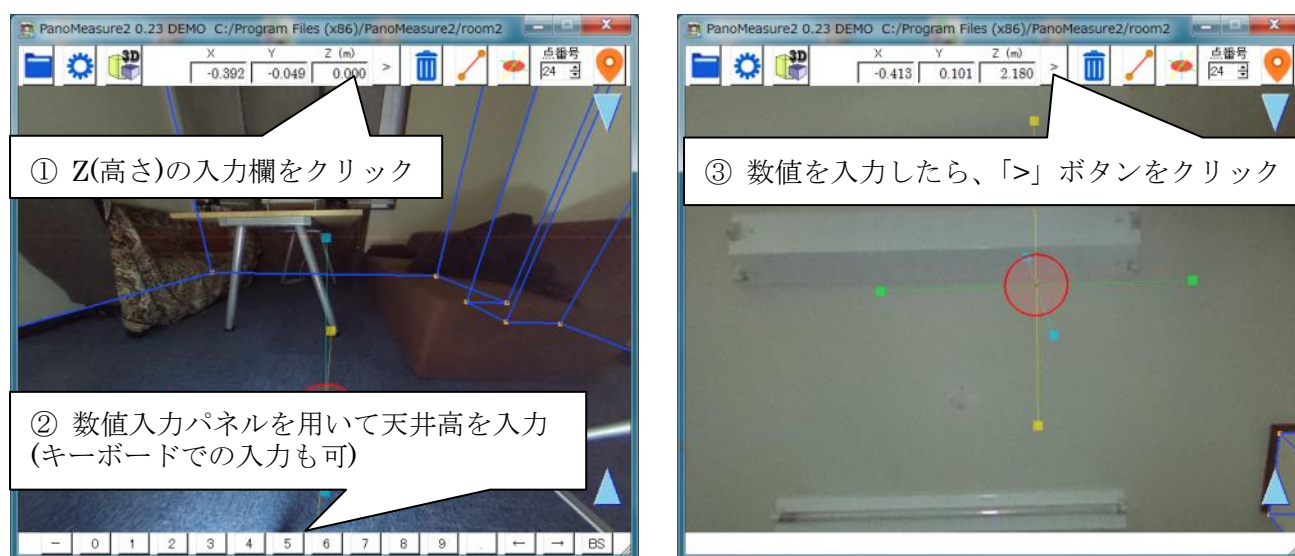 PanoMeasure2 0.23 DEMO C:/Program Files (x86)/PanoMeasure2/room2
3D
X Y Z (m)
-0.392 -0.049 0.000 >
点番号
24
① Z(高さ)の入力欄をクリック
② 数値入力パネルを用いて天井高を入力
(キーボードでの入力も可)
− 0 1 2 3 4 5 6 7 8 9 . ← → BS
PanoMeasure2 0.23 DEMO C:/Program Files (x86)/PanoMeasure2/room2
3D
X Y Z (m)
-0.413 0.101 2.180 >
点番号
24
③ 数値を入力したら、「>」ボタンをクリック